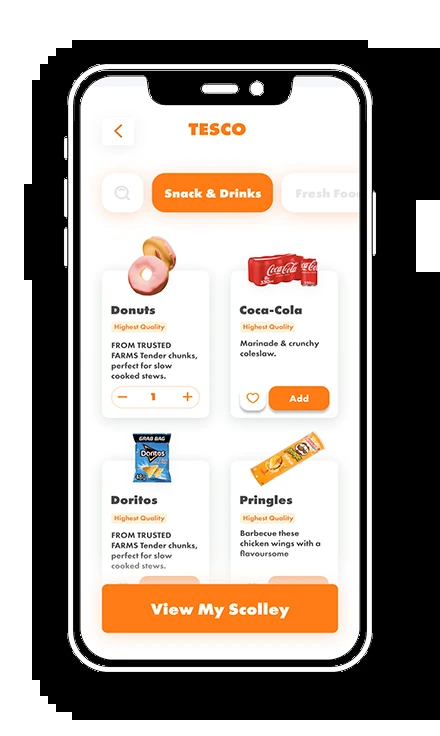 TESCO
Snack & Drinks
Fresh Foo
Donuts
Highest Quality
FROM TRUSTED
FARMS Tender chunks,
perfect for slow
cooked stews.
1
Coca-Cola
Coca-Cola
Highest Quality
Marinade & crunchy
coleslaw.
Add
GRAB BAG
Doritos
Doritos
Highest Quality
FROM TRUSTED
FARMS Tender chunks,
perfect for slow
cooked stews.
Pringles
Highest Quality
Barbecue these
chicken wings with a
flavoursome
View My Scolley